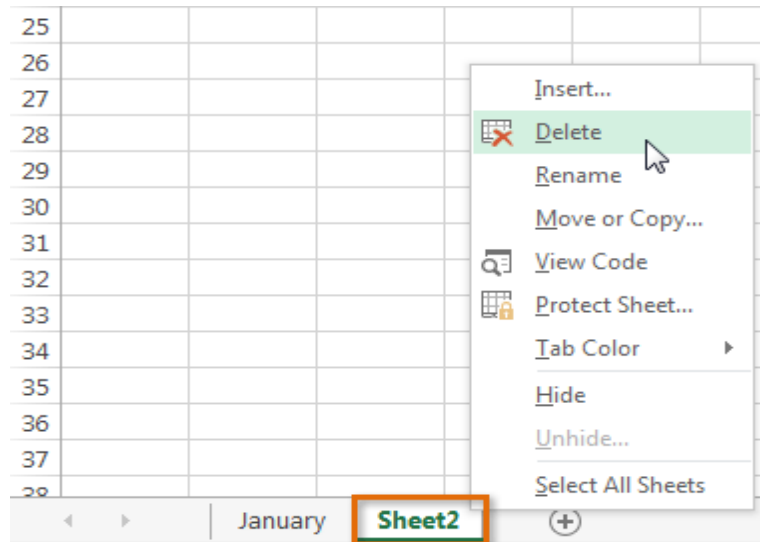 25
26
27
28
29
30
31
32
33
34
35
36
37
38
Insert...
Delete
Rename
Move or Copy...
View Code
Protect Sheet...
Tab Color
Hide
Unhide...
Select All Sheets
January Sheet2